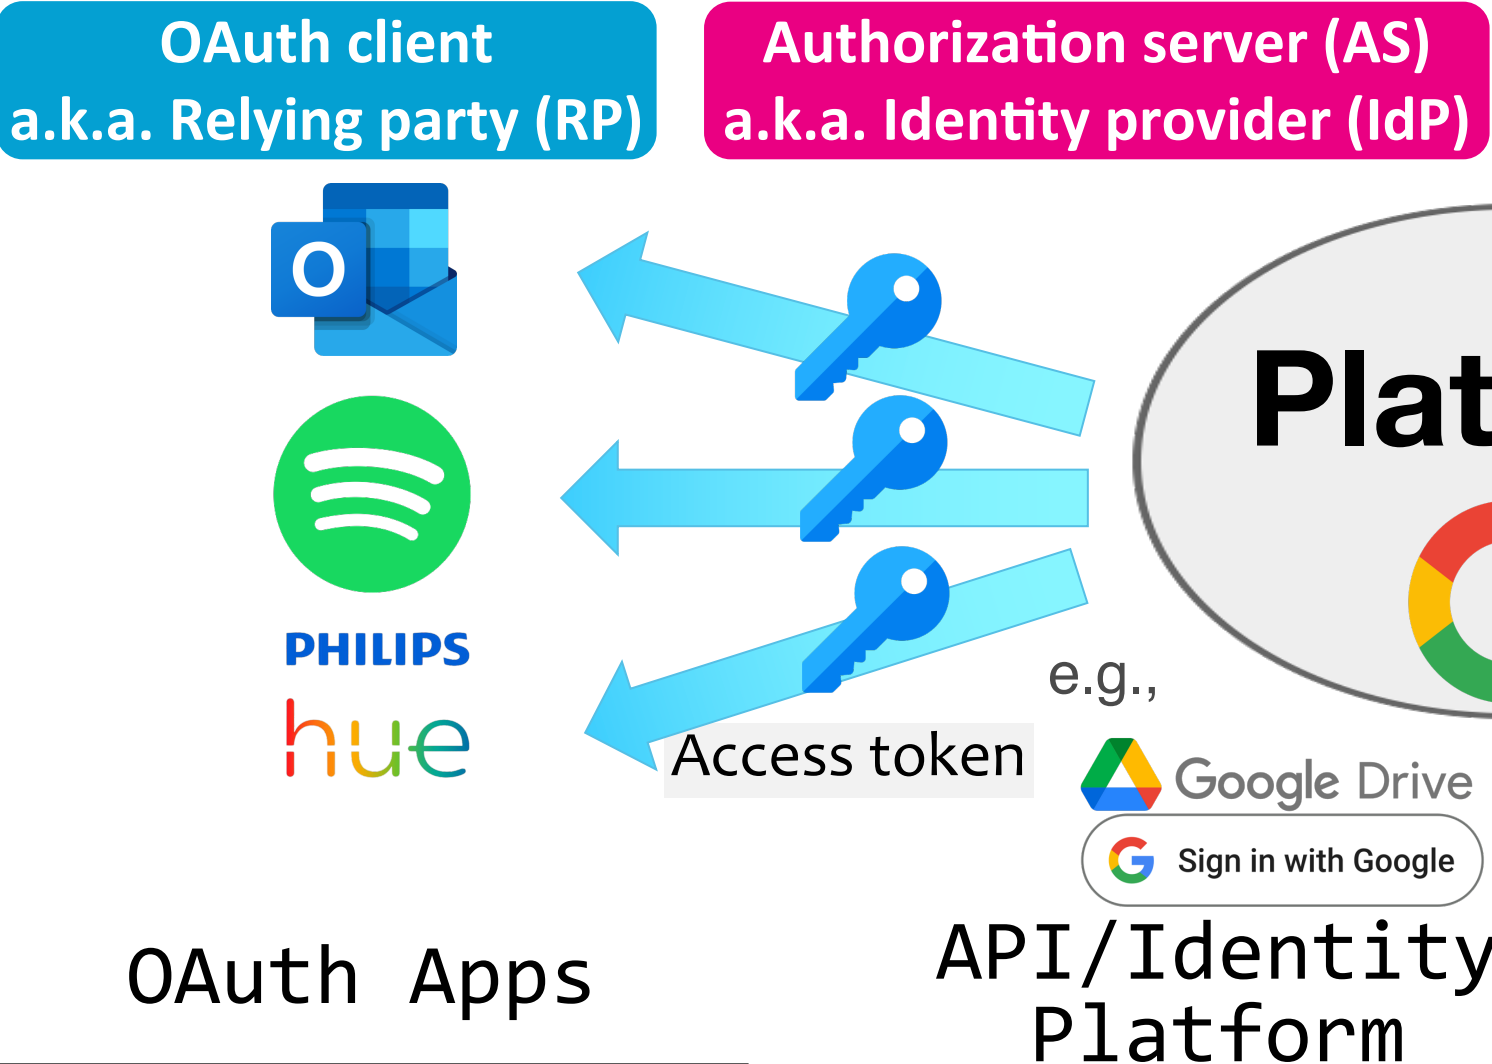 OAuth client
a.k.a. Relying party (RP)
Authorization server (AS)
a.k.a. Identity provider (IdP)
O
Plat
PHILIPS
hue
e.g.,
Access token
Google Drive
Sign in with Google
OAuth Apps
API/Identity
Platform